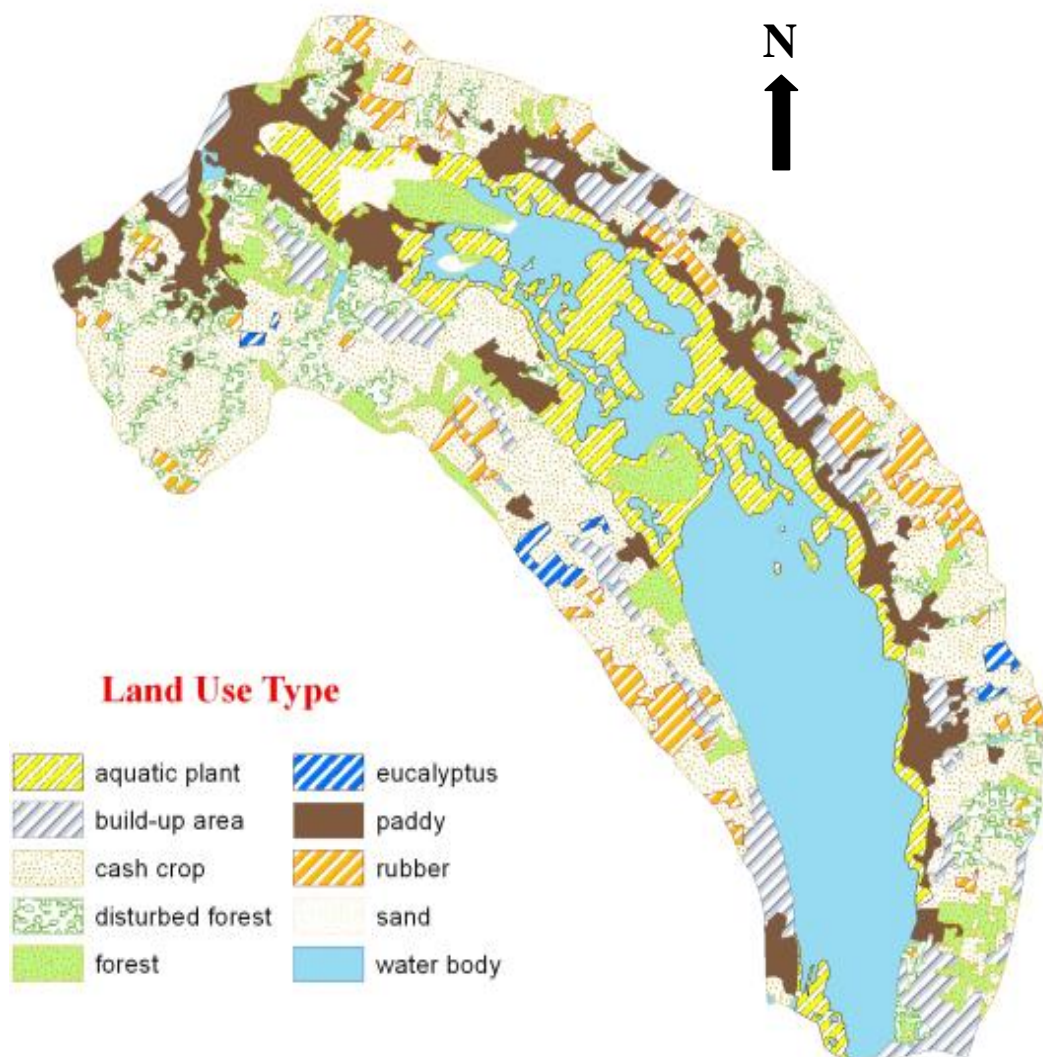 N
Land Use Type
aquatic plant
build-up area
cash crop
disturbed forest
forest
eucalyptus
paddy
rubber
sand
water body